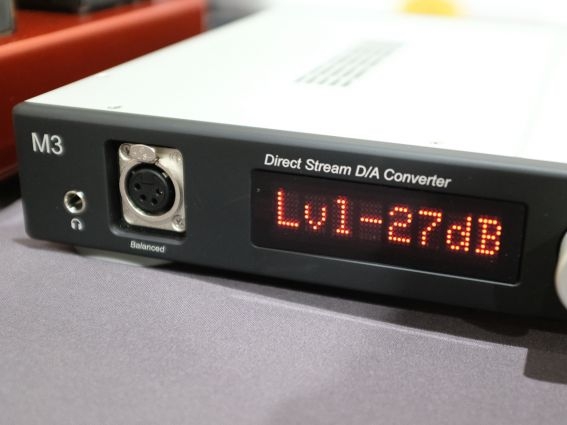 M3
Direct Stream D/A Converter
Lvl-27dB
Balanced